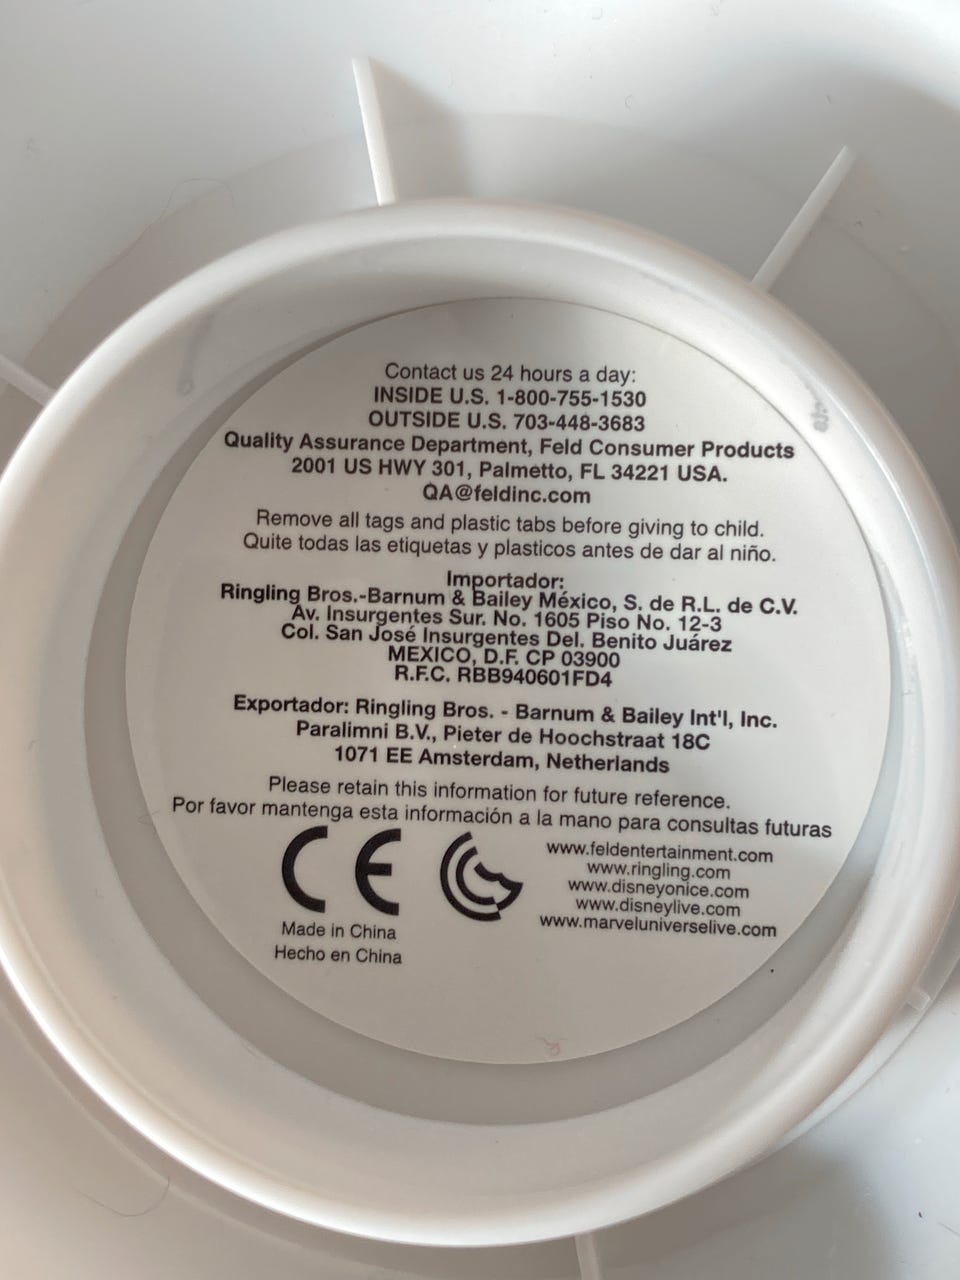 Contact us 24 hours a day:
INSIDE U.S. 1-800-755-1530
OUTSIDE U.S. 703-448-3683
Quality Assurance Department, Feld Consumer Products
2001 US HWY 301, Palmetto, FL 34221 USA.
QA@feldinc.com
Remove all tags and plastic tabs before giving to child.
Quite todas las etiquetas y plasticos antes de dar al niño.
Importador:
Ringling Bros.-Barnum & Bailey México, S. de R.L. de C.V.
Av. Insurgentes Sur. No. 1605 Piso No. 12-3
Col. San José Insurgentes Del. Benito Juárez
MEXICO, D.F. CP 03900
R.F.C. RBB940601FD4
Exportador: Ringling Bros. - Barnum & Bailey Int'l, Inc.
Paralimni B.V., Pieter de Hoochstraat 18C
1071 EE Amsterdam, Netherlands
Please retain this information for future reference.
Por favor mantenga esta información a la mano para consultas futuras
CE
Made in China
Hecho en China
www.feldentertainment.com
www.ringling.com
www.disneyonice.com
www.disneylive.com
www.marveluniverselive.com